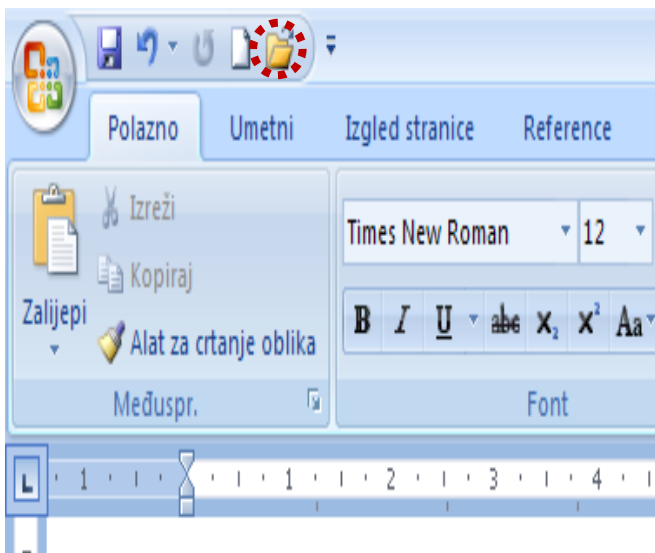 Polazno Umetni Izgled stranice Reference
Izreži
Kopiraj
Zalijepi
Alat za crtanje oblika
Međuspr.
Times New Roman 12
B I U abc X₂ X² Aa
Font
L 1 1 2 3 4